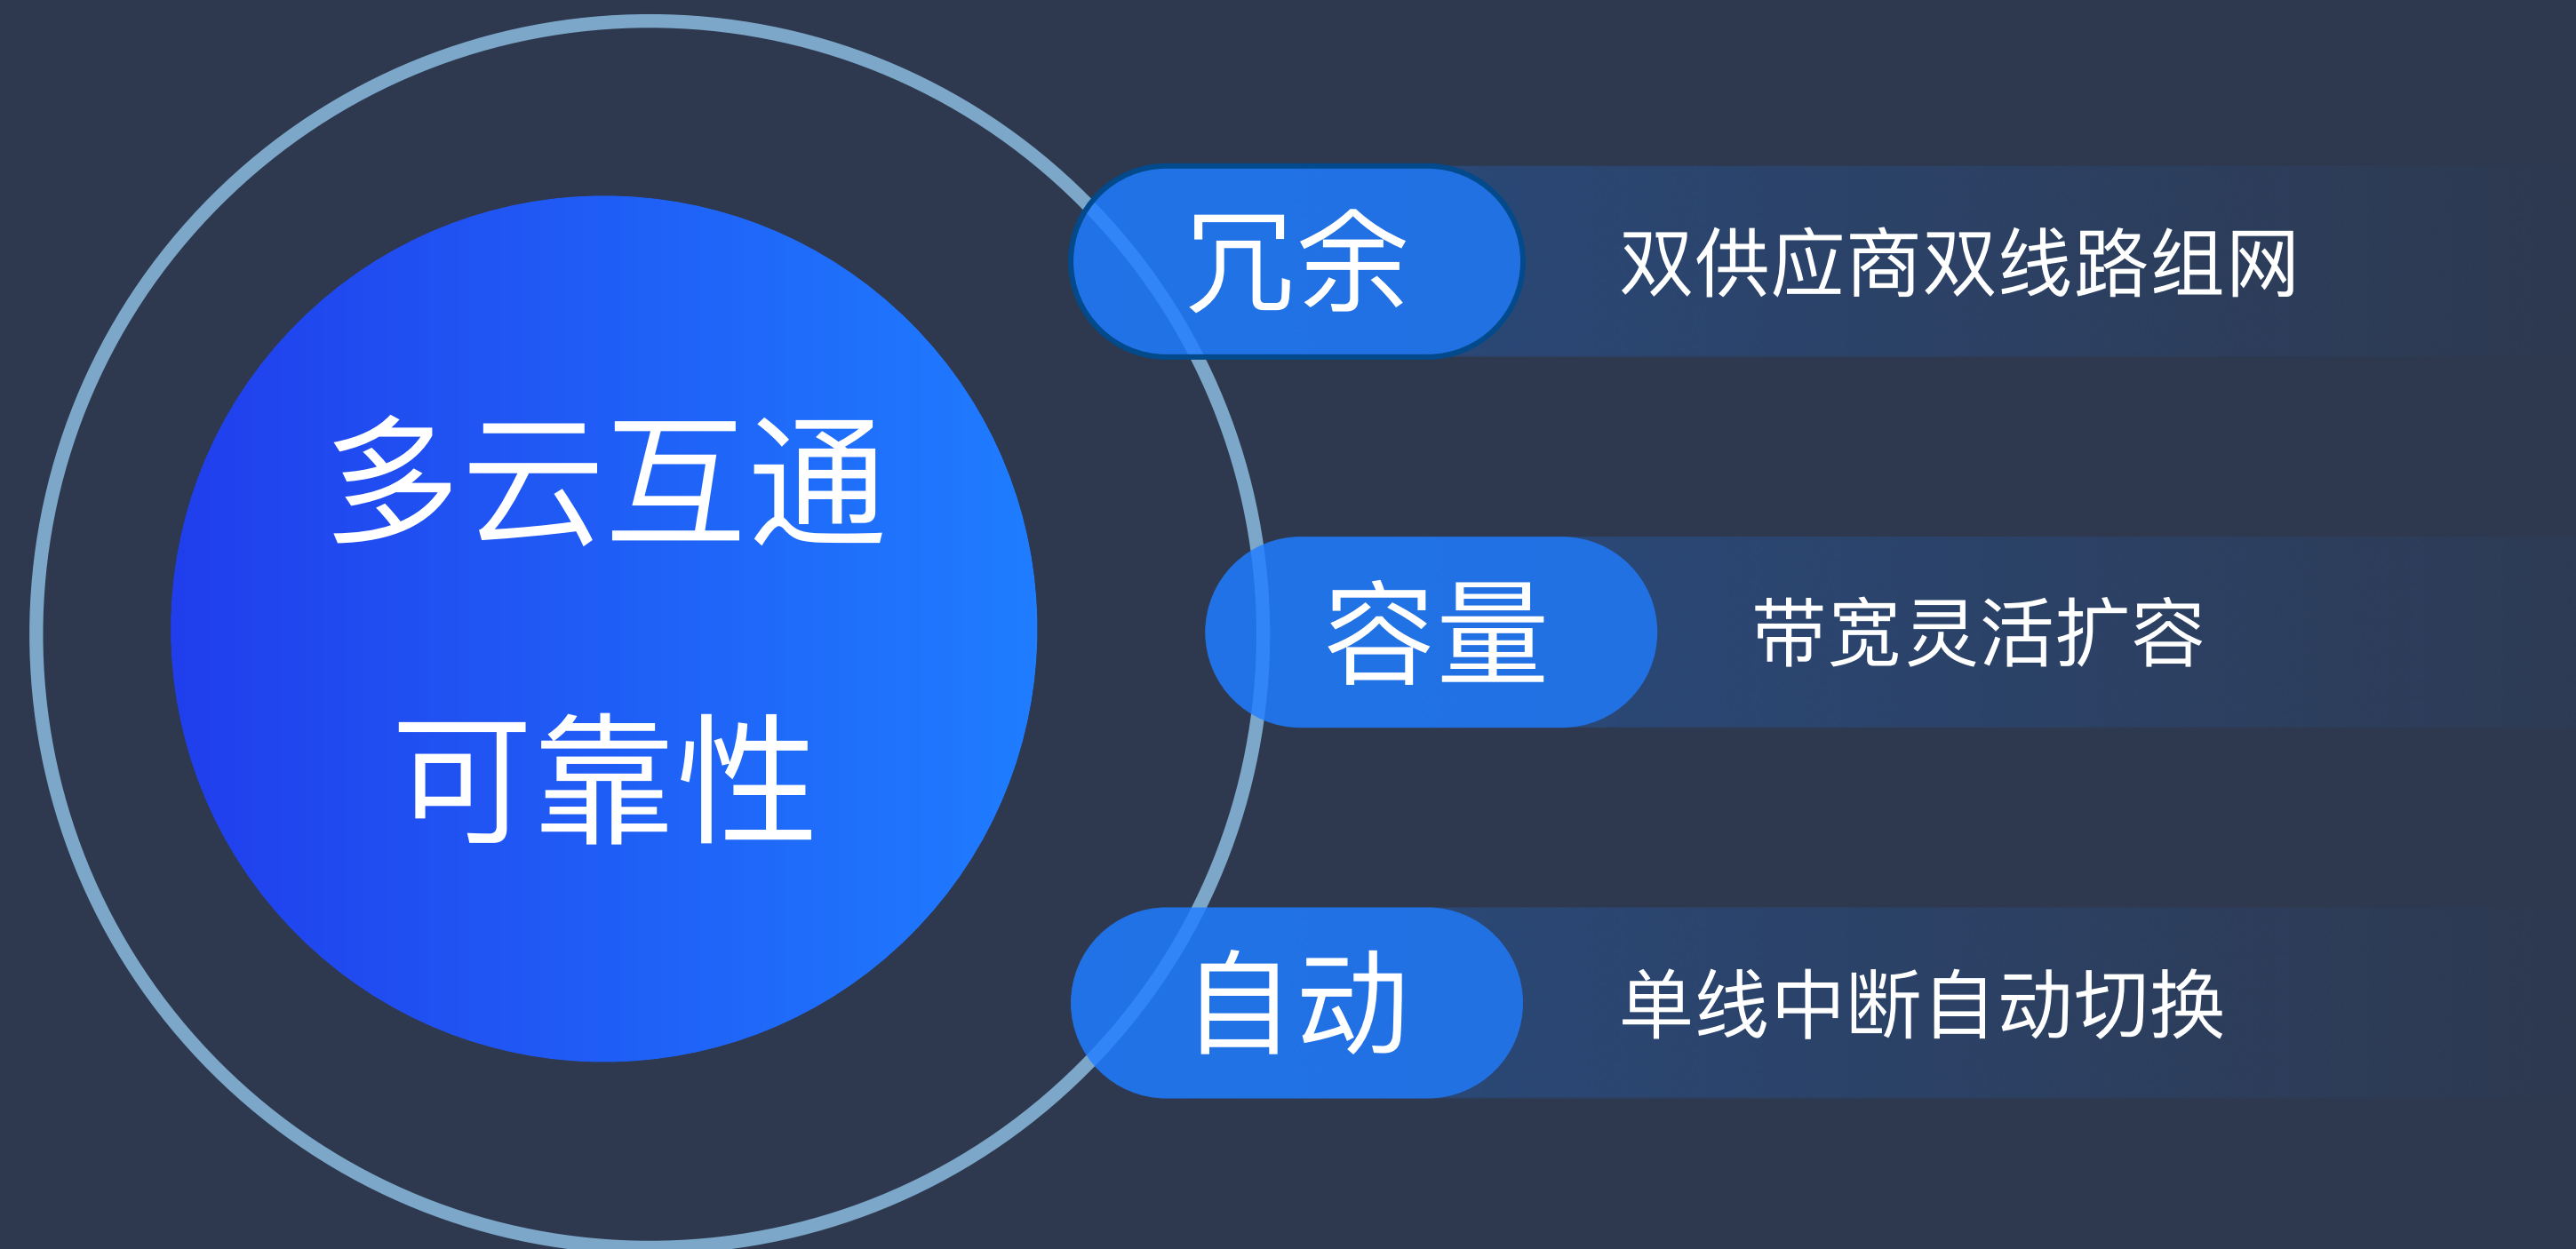 多云互通
可靠性
冗余
双供应商双线路组网
容量
带宽灵活扩容
自动
单线中断自动切换